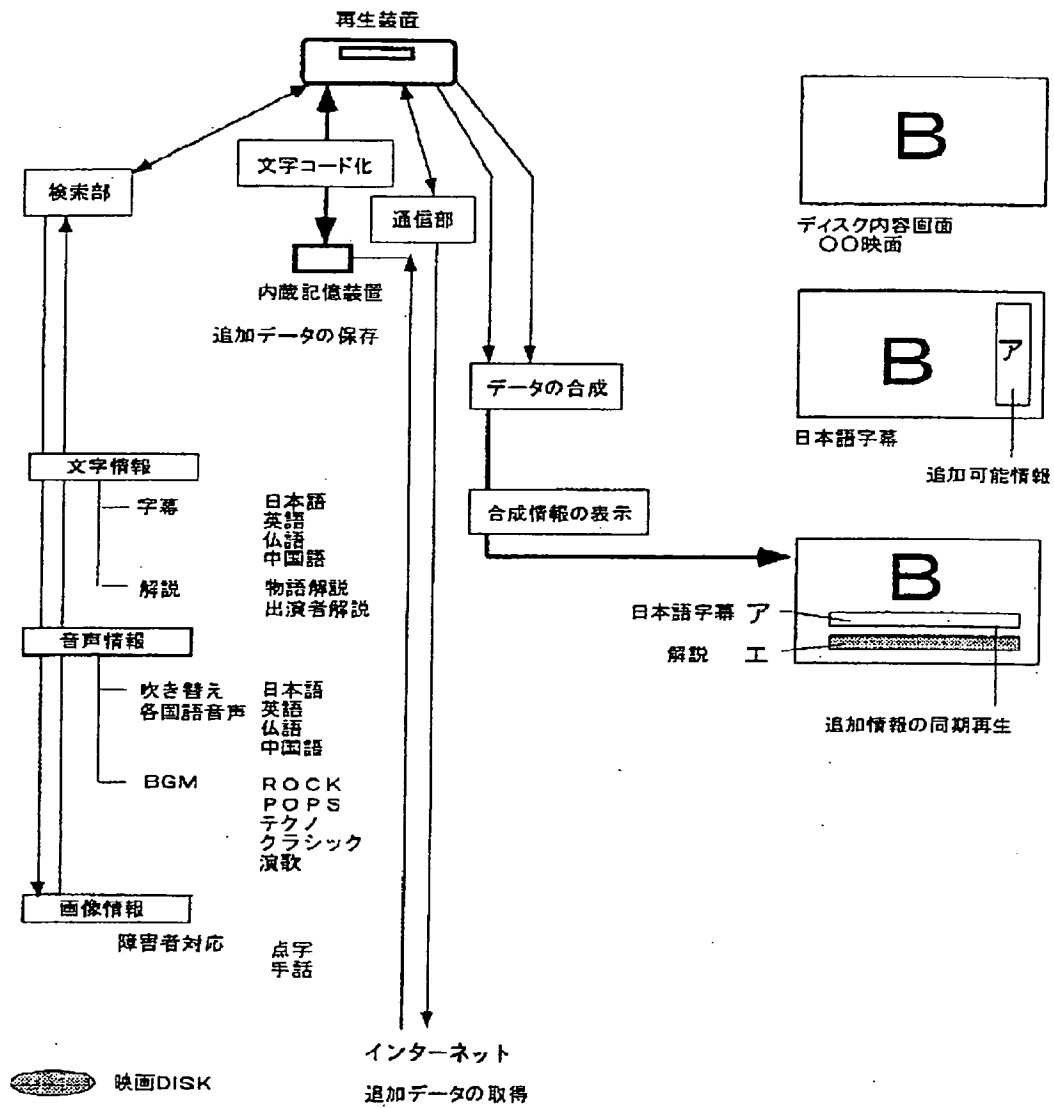 再生装置
文字コード化
検索部
通信部
内蔵記憶装置
追加データの保存
データの合成
合成情報の表示
文字情報
字幕
日本語
英語
仏語
中国語
解説
物語解説
出演者解説
音声情報
吹き替え
各国語音声
日本語
英語
仏語
中国語
BGM
ROCK
POPS
テクノ
クラシック
演歌
画像情報
障害者対応
点字
手話
インターネット
追加データの取得
映画DISK
B
ディスク内容画面
〇〇映面
B
ア
日本語字幕
追加可能情報
B
日本語字幕 ア
解説 エ
追加情報の同期再生